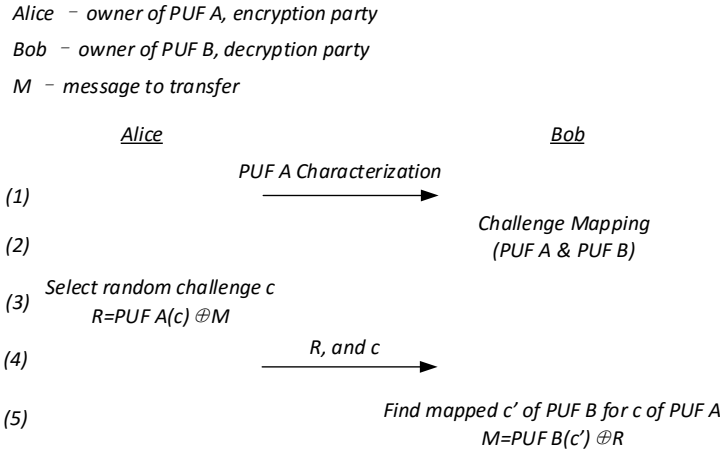 Alice – owner of PUF A, encryption party
Bob – owner of PUF B, decryption party
M – message to transfer
Alice Bob
PUF A Characterization
(1)
Challenge Mapping
(2) (PUF A & PUF B)
(3) Select random challenge c
R=PUF A(c) ⊕M
(4) R, and c
(5) Find mapped c’ of PUF B for c of PUF A
M=PUF B(c’) ⊕R